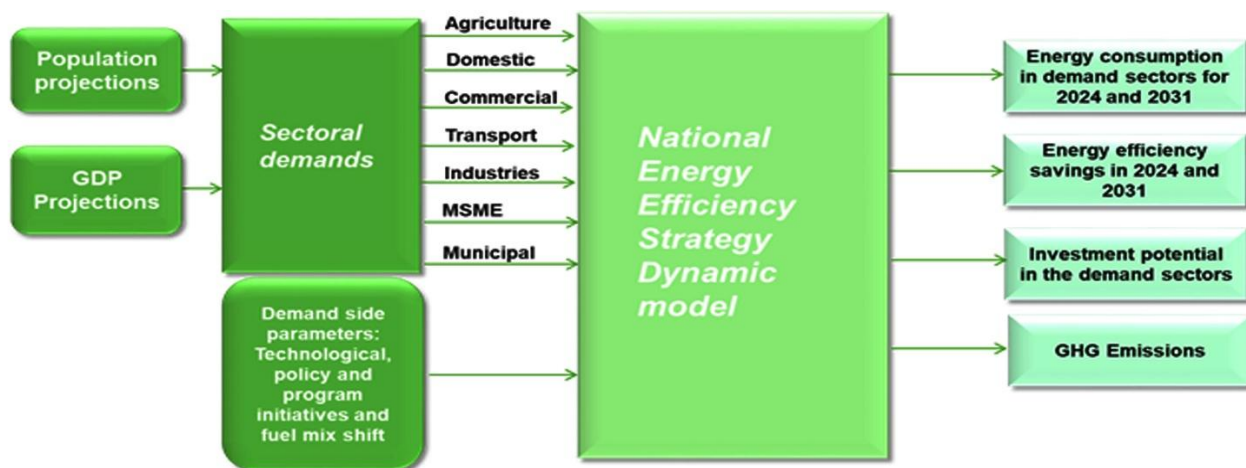 Population
projections
GDP
Projections
Sectoral
demands
Demand side
parameters:
Technological,
policy and
program
initiatives and
fuel mix shift
Agriculture
Domestic
Commercial
Transport
Industries
MSME
Municipal
National
Energy
Efficiency
Strategy
Dynamic
model
Energy consumption
in demand sectors for
2024 and 2031
Energy efficiency
savings in 2024 and
2031
Investment potential
in the demand sectors
GHG Emissions